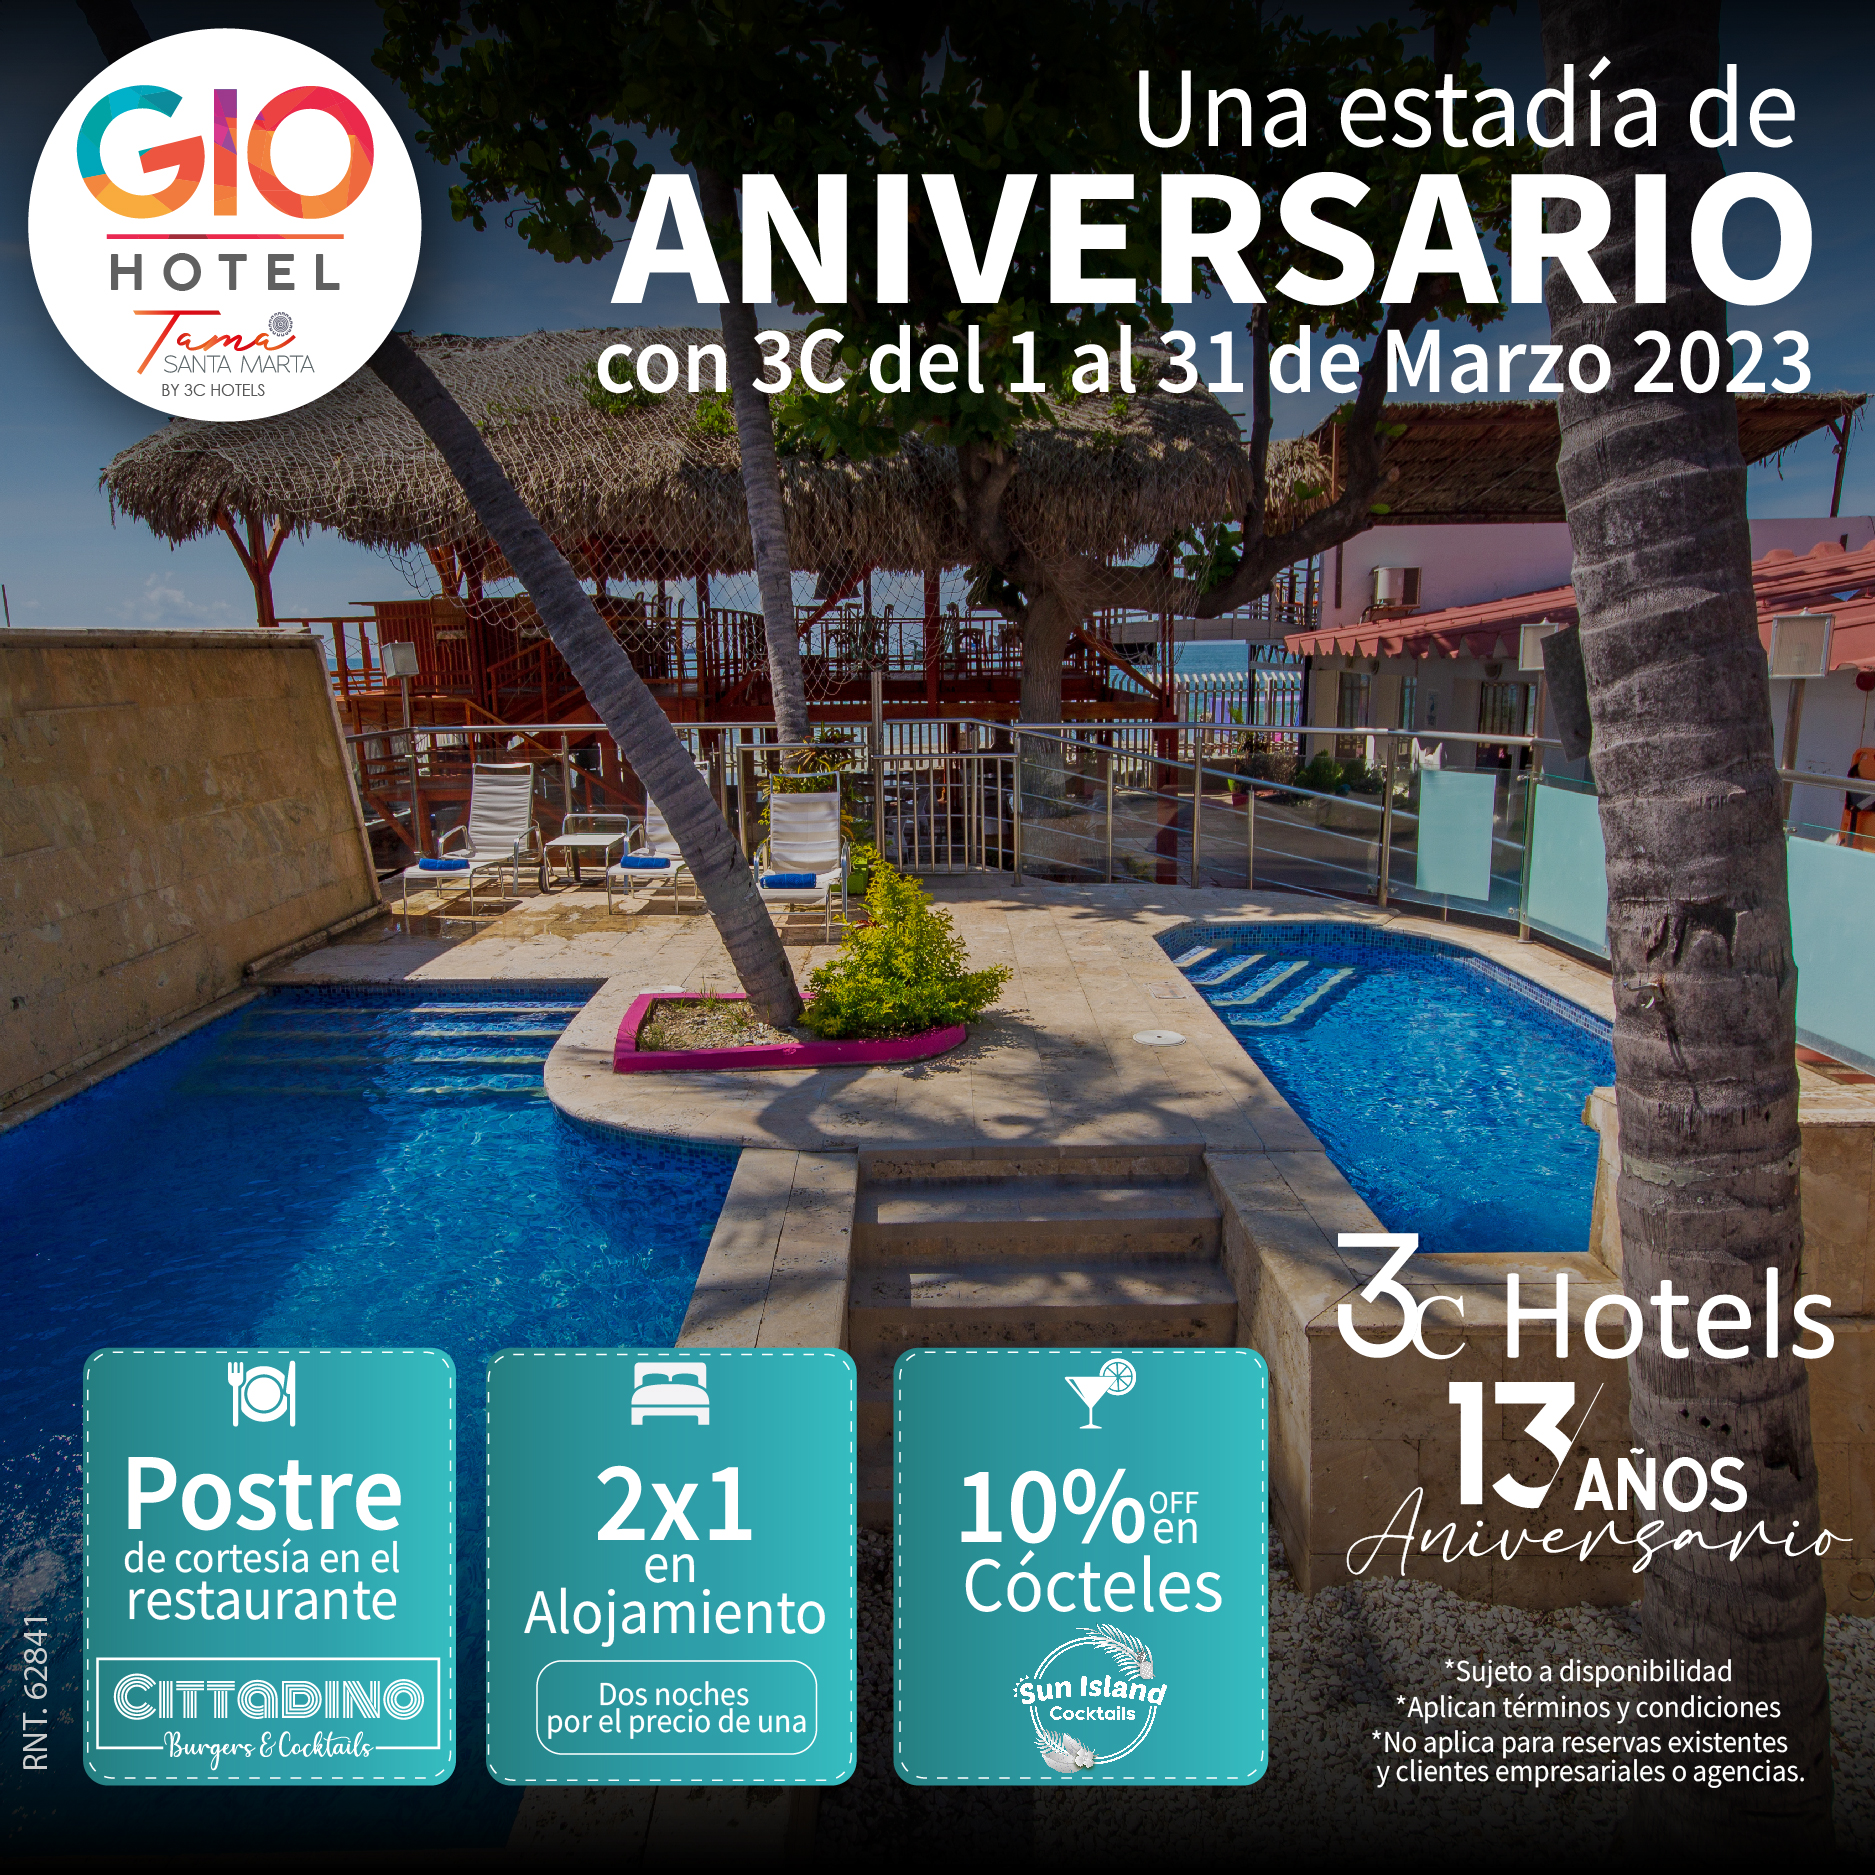 GIO
HOTEL
Tama
SANTA MARTA
BY 3C HOTELS
Una estadía de
ANIVERSARIO
con 3C del 1 al 31 de Marzo 2023
Postre
de cortesía en el
restaurante
CITTADINO
Burgers & Cocktails
2x1
en
Alojamiento
Dos noches
por el precio de una
10% OFF
en
Cócteles
Sun Island
Cocktails
3C Hotels
13 AÑOS
Aniversario
*Sujeto a disponibilidad
*Aplican términos y condiciones
*No aplica para reservas existentes
y clientes empresariales o agencias.
RNT. 62841